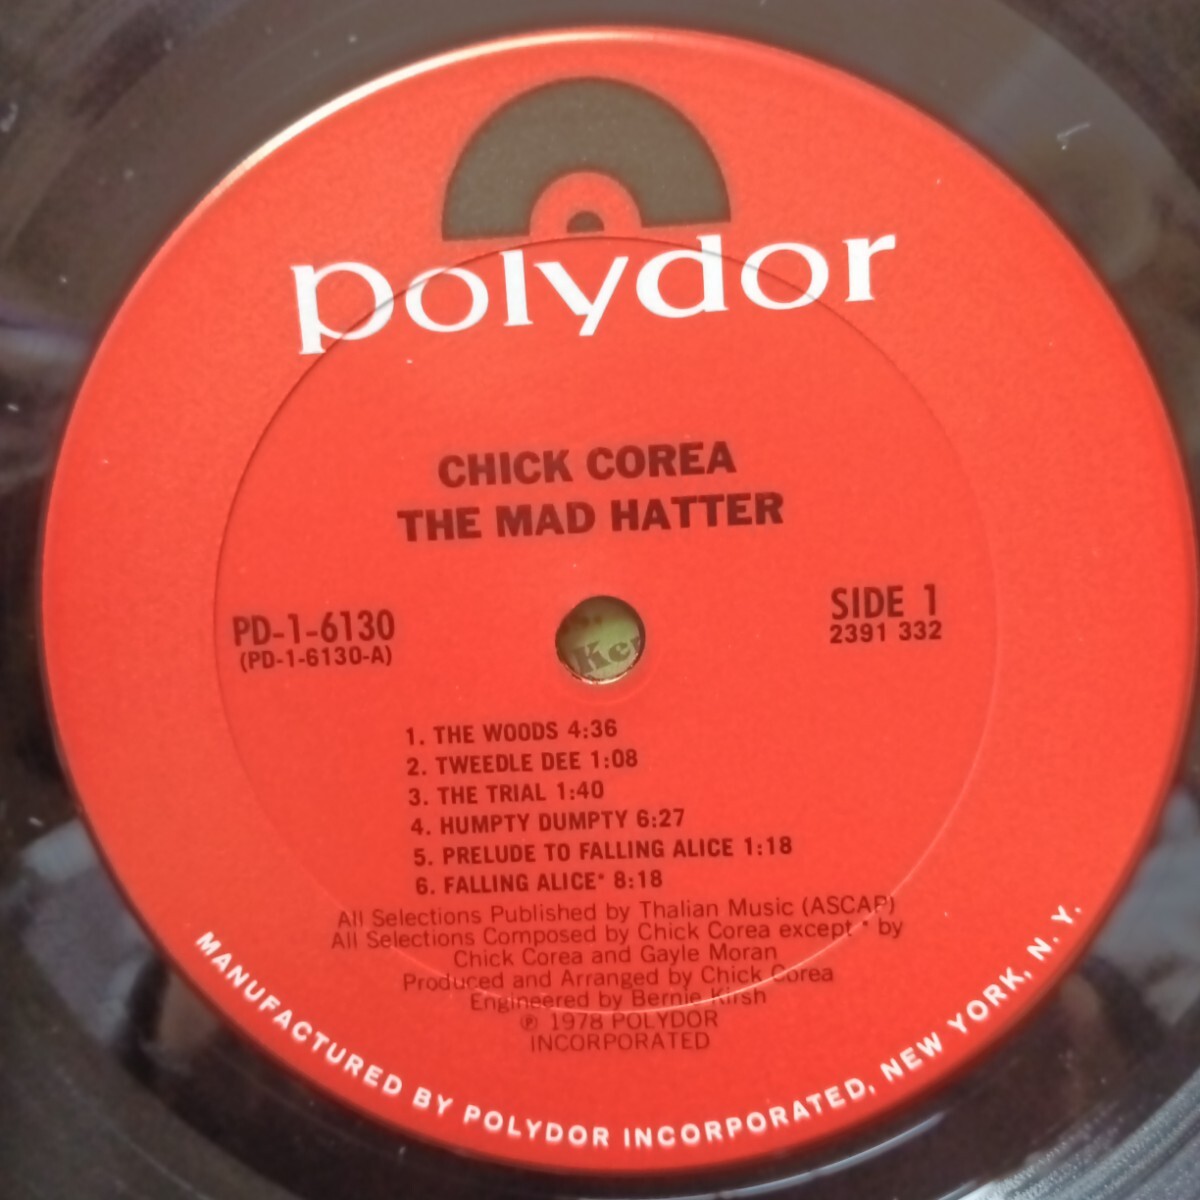 polydor
CHICK COREA
THE MAD HATTER
PD-1-6130
(PD-1-6130-A)
SIDE 1
2391 332
Ker
1. THE WOODS 4:36
2. TWEEDLE DEE 1:08
3. THE TRIAL 1:40
4. HUMPTY DUMPTY 6:27
5. PRELUDE TO FALLING ALICE 1:18
6. FALLING ALICE* 8:18
All Selections Published by Thalian Music (ASCAP)
All Selections Composed by Chick Corea except * by
Chick Corea and Gayle Moran
Produced and Arranged by Chick Corea
Engineered by Bernie Kirsh
℗ 1978 POLYDOR
INCORPORATED
MANUFACTURED BY POLYDOR INCORPORATED, NEW YORK, N. Y.